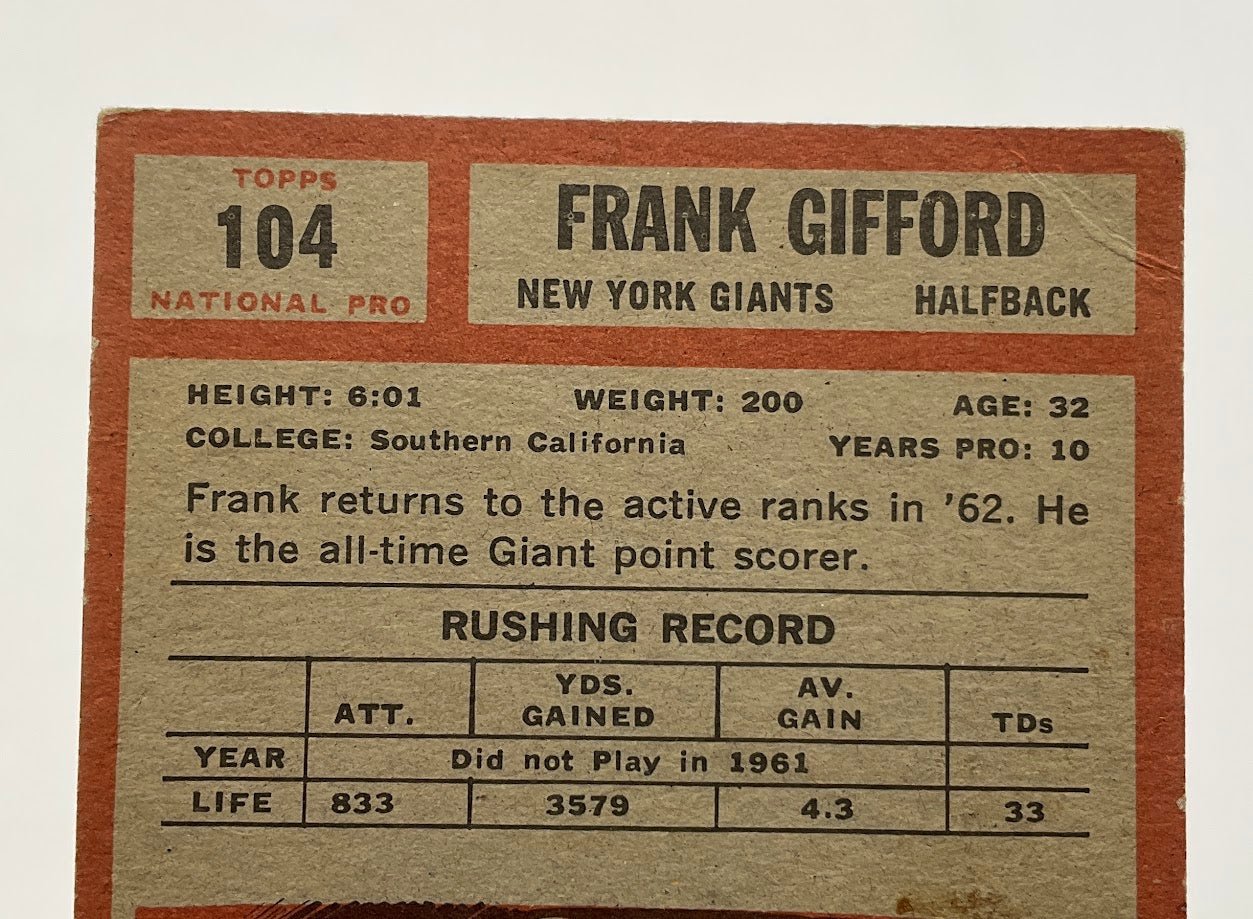 TOPPS
104
NATIONAL PRO
FRANK GIFFORD
NEW YORK GIANTS HALFBACK
HEIGHT: 6:01 WEIGHT: 200 AGE: 32
COLLEGE: Southern California YEARS PRO: 10
Frank returns to the active ranks in ’62. He
is the all-time Giant point scorer.
RUSHING RECORD
ATT. YDS. GAINED AV. GAIN TDs
YEAR Did not Play in 1961
LIFE 833 3579 4.3 33